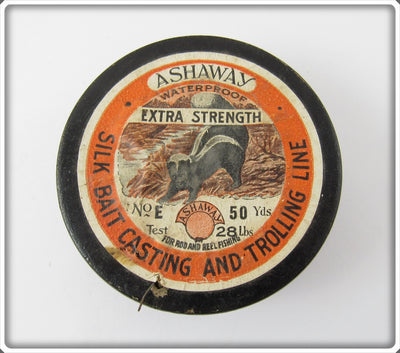 ASHAWAY
WATERPROOF
EXTRA STRENGTH
No E 50 Yds
ASHAWAY
Test 28 Lbs
FOR ROD AND REEL FISHING
SILK BAIT CASTING AND TROLLING LINE